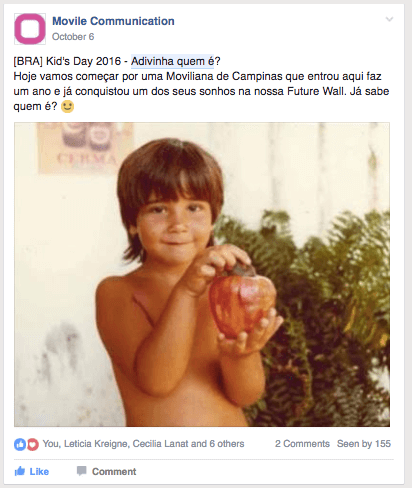 Movile Communication
October 6
[BRA] Kid's Day 2016 - Adivinha quem é?
Hoje vamos começar por uma Moviliana de Campinas que entrou aqui faz
um ano e já conquistou um dos seus sonhos na nossa Future Wall. Já sabe
quem é? 😉
CERMA
You, Leticia Kreigne, Cecilia Lanat and 6 others 2 Comments Seen by 155
Like Comment